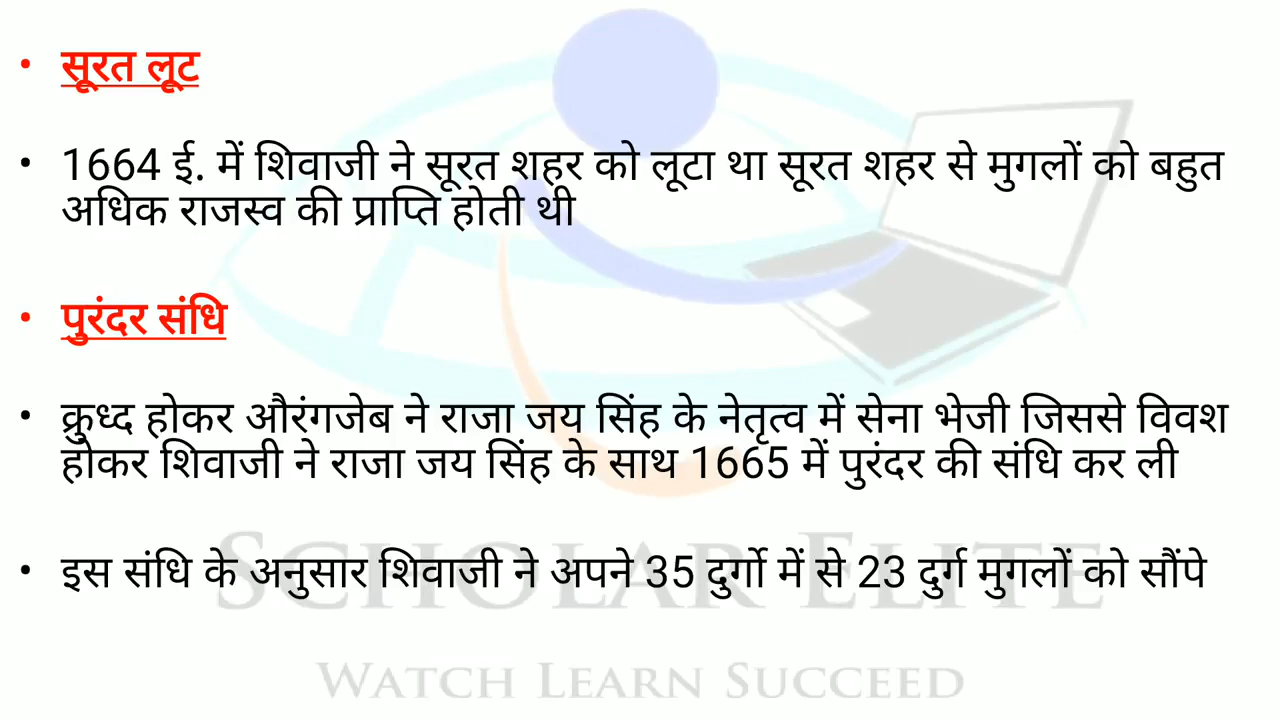 • सूरत लूट
• 1664 ई. में शिवाजी ने सूरत शहर को लूटा था सूरत शहर से मुगलों को बहुत
अधिक राजस्व की प्राप्ति होती थी
• पुरंदर संधि
• क्रुध्द होकर औरंगजेब ने राजा जय सिंह के नेतृत्व में सेना भेजी जिससे विवश
होकर शिवाजी ने राजा जय सिंह के साथ 1665 में पुरंदर की संधि कर ली
• इस संधि के अनुसार शिवाजी ने अपने 35 दुर्गो में से 23 दुर्ग मुगलों को सौंपे
SCHOLAR ELITE
WATCH LEARN SUCCEED